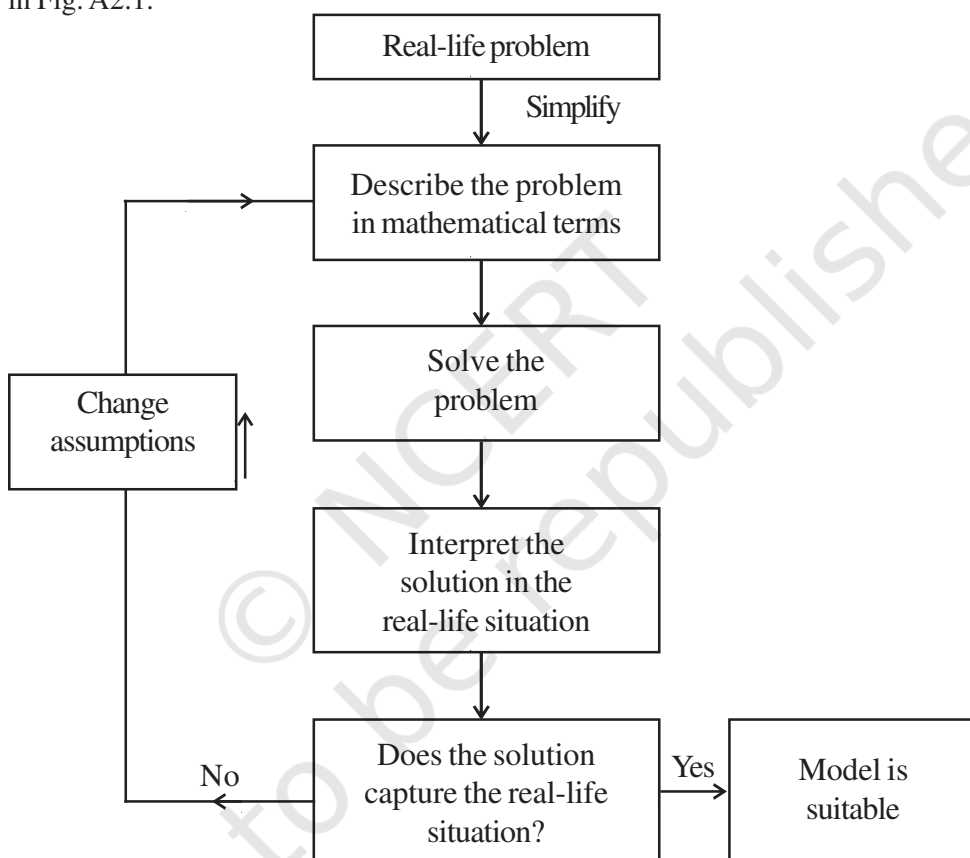 in Fig. A2.1.
Real-life problem
Simplify
Describe the problem
in mathematical terms
Solve the
problem
Change
assumptions
Interpret the
solution in the
real-life situation
Does the solution
capture the real-life
situation?
No
Yes
Model is
suitable
© NCERT
to be republishe